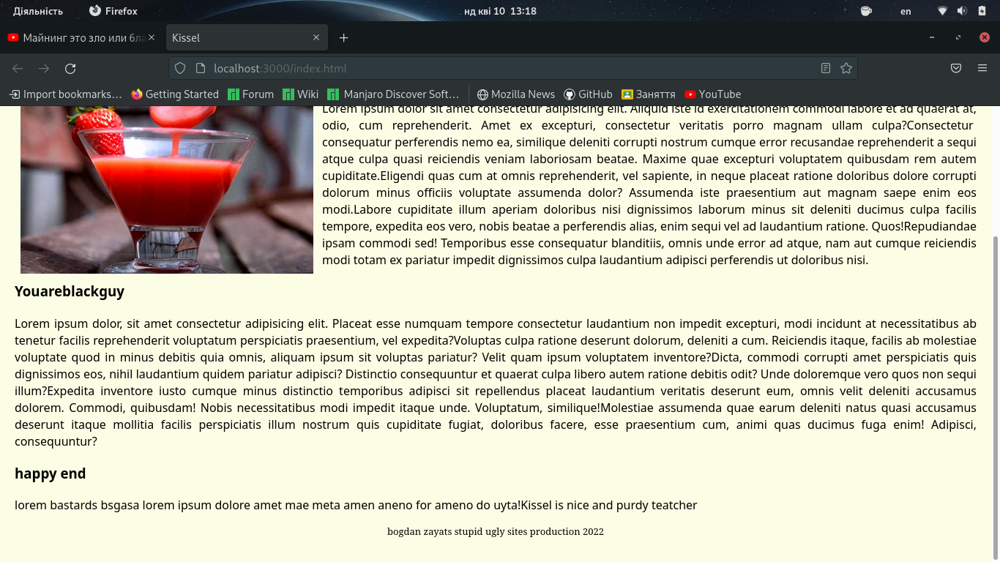 Діяльність Firefox нд кві 10 13:18 en
Майнинг это зло или бла Kissel
localhost:3000/index.html
Import bookmarks... Getting Started Forum Wiki Manjaro Discover Soft... Mozilla News GitHub Заняття YouTube
Lorem ipsum dolor sit amet consectetur adipisicing elit. Aliquid iste id exercitationem commodi labore et ad quaerat at,
odio, cum reprehenderit. Amet ex excepturi, consectetur veritatis porro magnam ullam culpa?Consectetur
consequatur perferendis nemo ea, similique deleniti corrupti nostrum cumque error recusandae reprehenderit a sequi
atque culpa quasi reiciendis veniam laboriosam beatae. Maxime quae excepturi voluptatem quibusdam rem autem
cupiditate.Eligendi quas cum at omnis reprehenderit, vel sapiente, in neque placeat ratione doloribus dolore corrupti
dolorum minus officiis voluptate assumenda dolor? Assumenda iste praesentium aut magnam saepe enim eos
modi.Labore cupiditate illum aperiam doloribus nisi dignissimos laborum minus sit deleniti ducimus culpa facilis
tempore, expedita eos vero, nobis beatae a perferendis alias, enim sequi vel ad laudantium ratione. Quos!Repudiandae
ipsam commodi sed! Temporibus esse consequatur blanditiis, omnis unde error ad atque, nam aut cumque reiciendis
modi totam ex pariatur impedit dignissimos culpa laudantium adipisci perferendis ut doloribus nisi.
Youareblackguy
Lorem ipsum dolor, sit amet consectetur adipisicing elit. Placeat esse numquam tempore consectetur laudantium non impedit excepturi, modi incidunt at necessitatibus ab
tenetur facilis reprehenderit voluptatum perspiciatis praesentium, vel expedita?Voluptas culpa ratione deserunt dolorum, deleniti a cum. Reiciendis itaque, facilis ab molestiae
voluptate quod in minus debitis quia omnis, aliquam ipsum sit voluptas pariatur? Velit quam ipsum voluptatem inventore?Dicta, commodi corrupti amet perspiciatis quis
dignissimos eos, nihil laudantium quidem pariatur adipisci? Distinctio consequuntur et quaerat culpa libero autem ratione debitis odit? Unde doloremque vero quos non sequi
illum?Expedita inventore iusto cumque minus distinctio temporibus adipisci sit repellendus placeat laudantium veritatis deserunt eum, omnis velit deleniti accusamus
dolorem. Commodi, quibusdam! Nobis necessitatibus modi impedit itaque unde. Voluptatum, similique!Molestiae assumenda quae earum deleniti natus quasi accusamus
deserunt itaque mollitia facilis perspiciatis illum nostrum quis cupiditate fugiat, doloribus facere, esse praesentium cum, animi quas ducimus fuga enim! Adipisci,
consequuntur?
happy end
lorem bastards bsgasa lorem ipsum dolore amet mae meta amen aneno for ameno do uyta!Kissel is nice and purdy teatcher
bogdan zayats stupid ugly sites production 2022